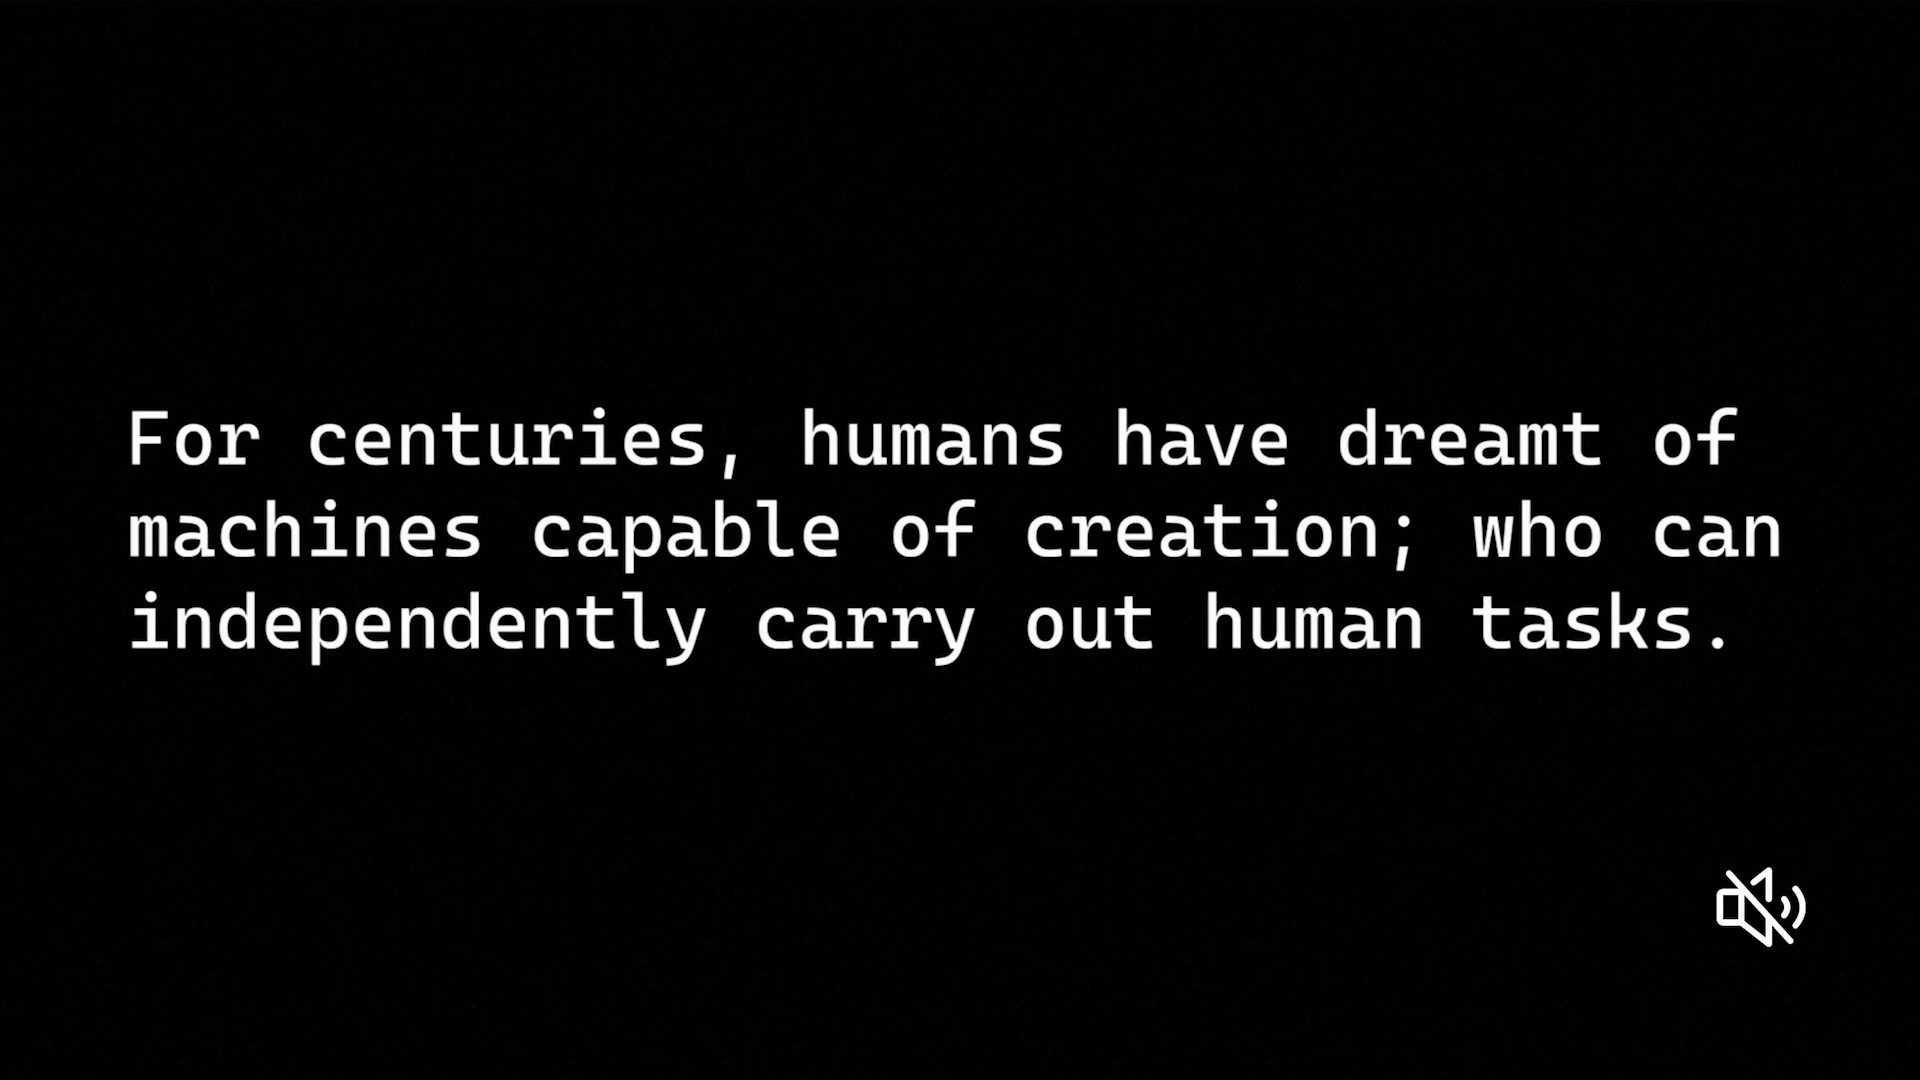 For centuries, humans have dreamt of
machines capable of creation; who can
independently carry out human tasks.